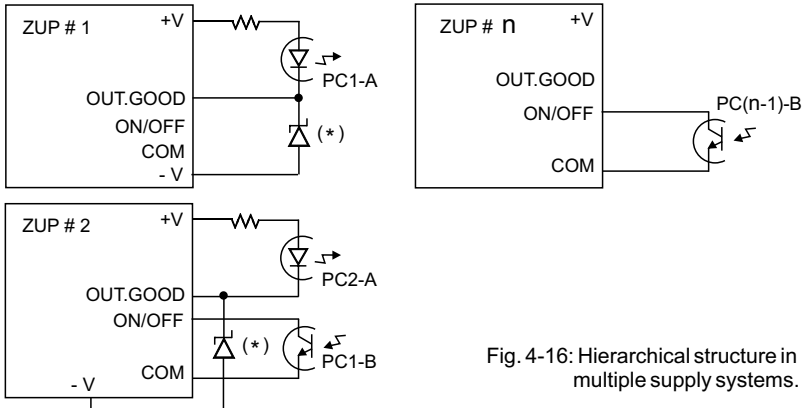 ZUP # 1
+V
PC1-A
OUT.GOOD
ON/OFF
(*)
COM
- V
ZUP # n
OUT.GOOD
ON/OFF
PC(n-1)-B
COM
ZUP # 2
+V
PC2-A
OUT.GOOD
ON/OFF
(*)
PC1-B
COM
- V
Fig. 4-16: Hierarchical structure in
multiple supply systems.